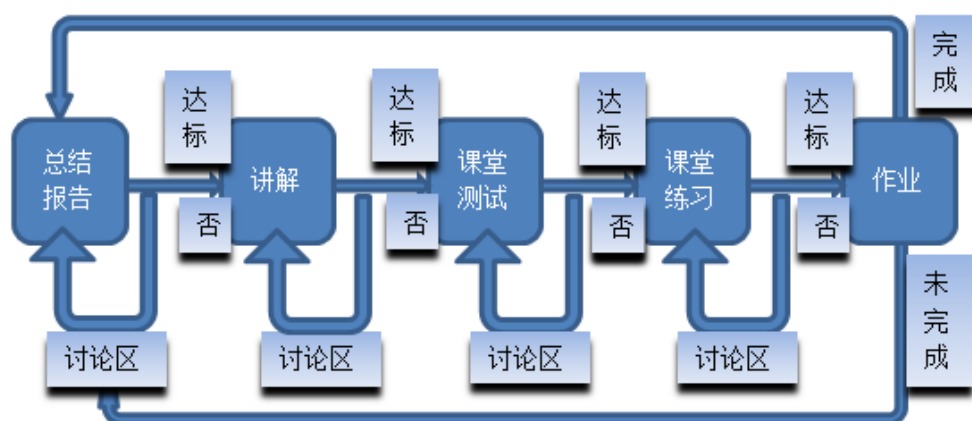 完成
达标
达标
达标
达标
总结
报告
讲解
课堂
测试
课堂
练习
作业
否
否
否
否
未完成
讨论区
讨论区
讨论区
讨论区